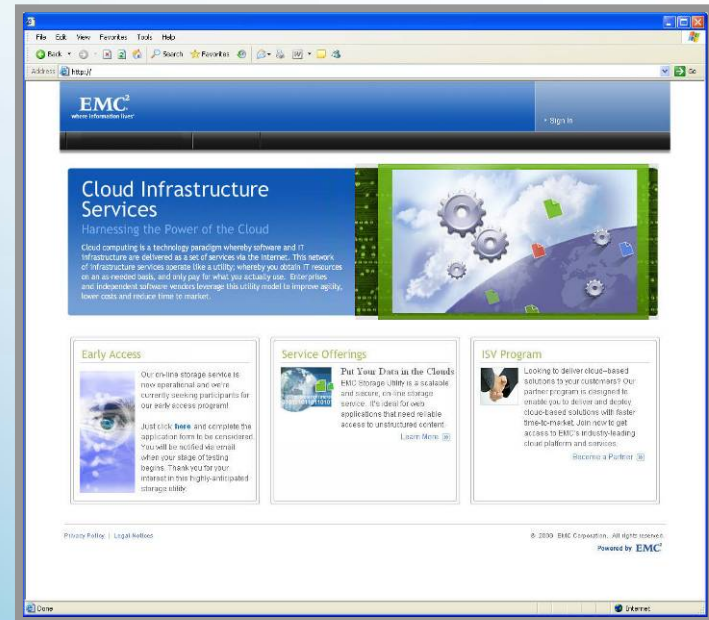 File Edit View Favorites Tools Help
Back Search Favorites
Address http:// Go
EMC²
where information lives®
Sign In
Cloud Infrastructure
Services
Harnessing the Power of the Cloud
Cloud computing is a technology paradigm whereby software and IT
infrastructure are delivered as a set of services via the Internet. This network
of infrastructure services operate like a utility; whereby you obtain IT resources
on an as needed basis, and only pay for what you actually use. Enterprises
and independent software vendors leverage this utility model to improve agility,
lower costs and reduce time to market.
Early Access
Our on-line storage service is
now operational and we're
currently seeking participants for
our early access program!
Just click here and complete the
application form to be considered.
You will be notified via email
when your stage of testing
begins. Thank you for your
interest in this highly-anticipated
storage utility.
Service Offerings
Put Your Data in the Clouds
EMC Storage Utility is a scalable
and secure, on-line storage
service. It's ideal for web
applications that need reliable
access to unstructured content.
Learn More
ISV Program
Looking to deliver cloud-based
solutions to your customers? Our
partner program is designed to
enable you to deliver and deploy
cloud-based solutions with faster
time-to-market. Join now to get
access to EMC's industry-leading
cloud platform and services.
Become a Partner
Privacy Policy | Legal Notices
EMC Corporation. All rights reserved.
Powered by EMC²
Done Internet